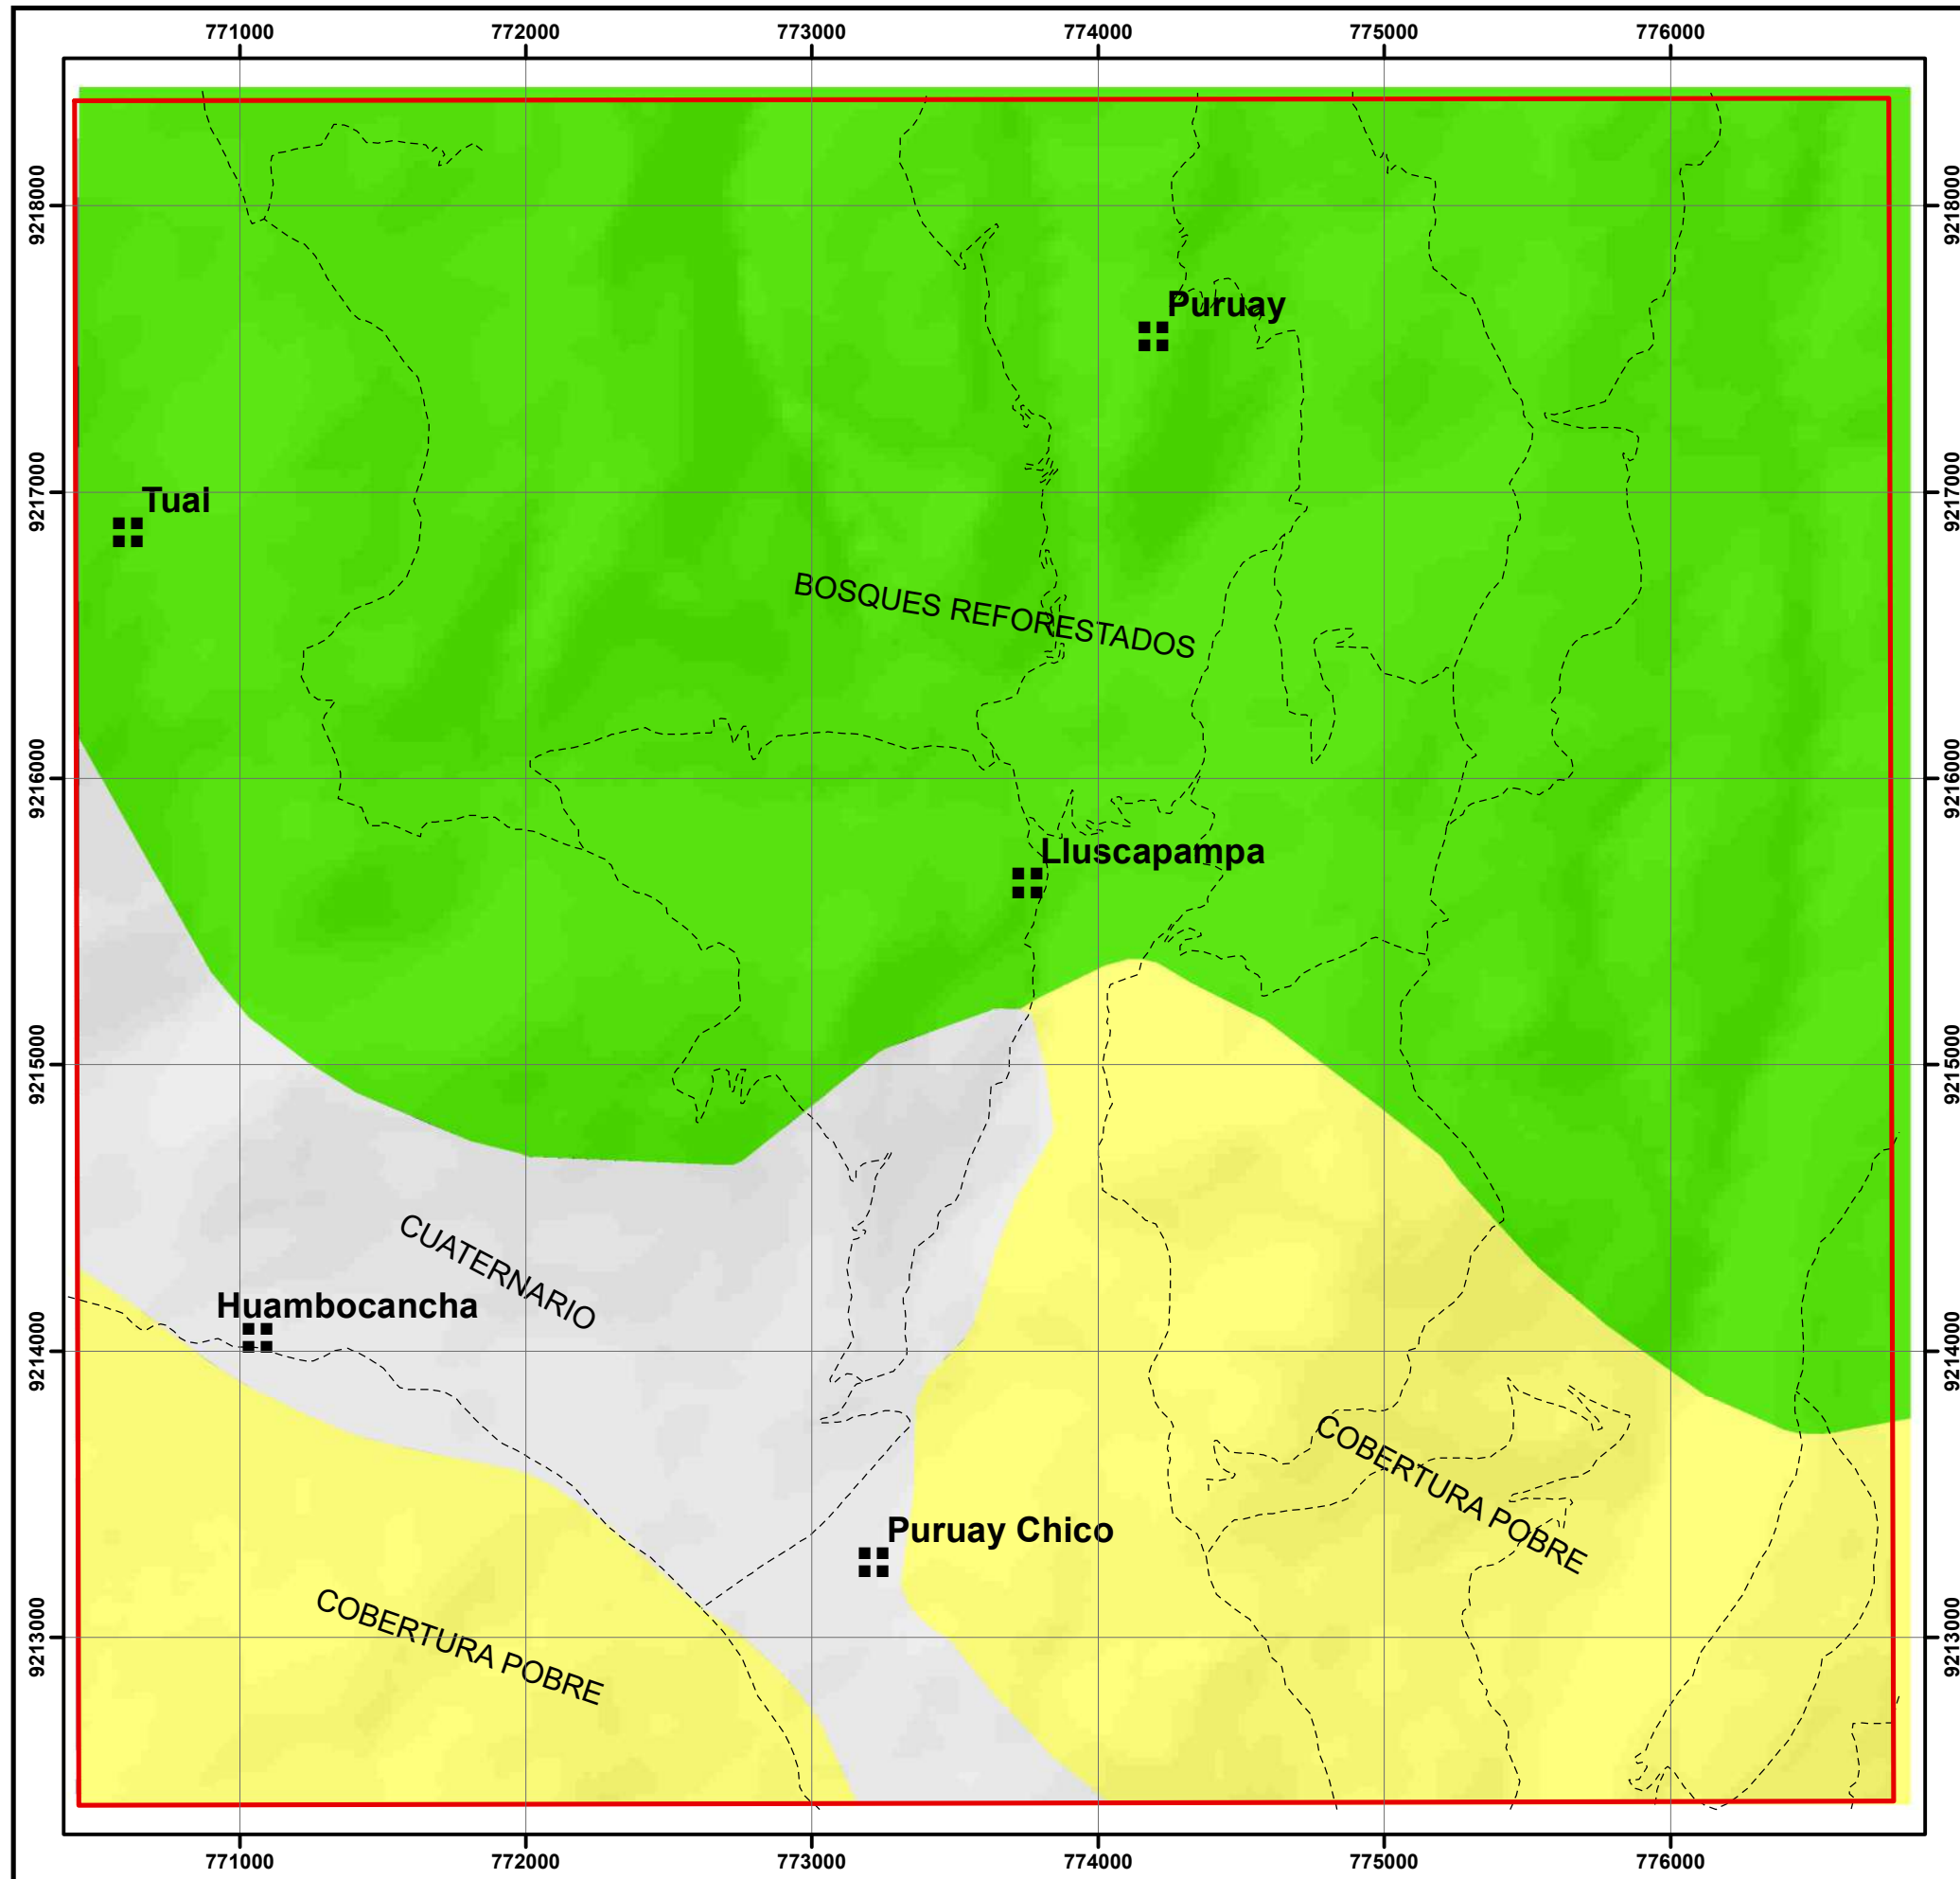 771000 772000 773000 774000 775000 776000
9218000 9218000
Puruay
Tual
9217000 9217000
BOSQUES REFORESTADOS
9216000 9216000
Lluscapampa
9215000 9215000
CUATERNARIO
Huambocancha
9214000 9214000
COBERTURA POBRE
Puruay Chico
COBERTURA POBRE
9213000 9213000
771000 772000 773000 774000 775000 776000